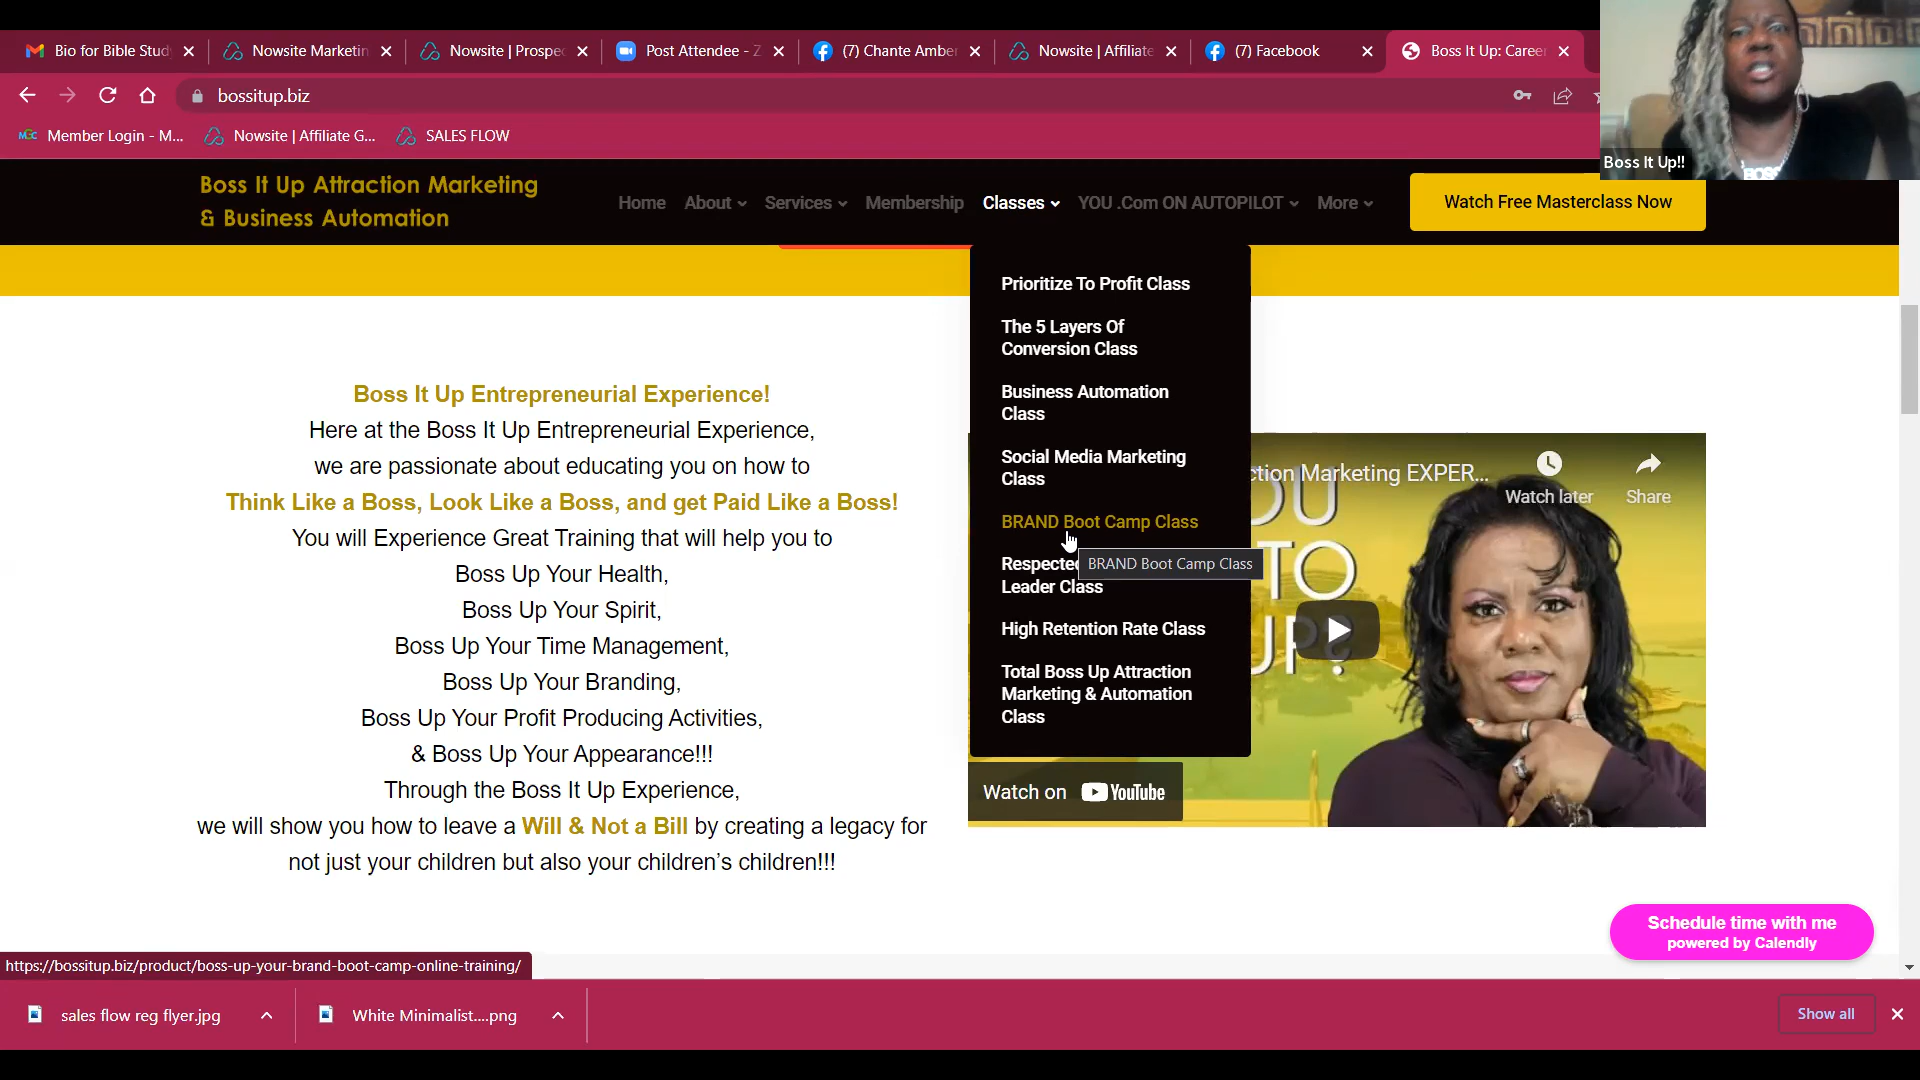 Bio for Bible Stud
Nowsite Marketin
Nowsite | Prospec
Post Attendee - Z
(7) Chante Amber
Nowsite | Affiliate
(7) Facebook
Boss It Up: Career
bossitup.biz
Member Login - M...
Nowsite | Affiliate G...
SALES FLOW
Boss It Up!!
Boss It Up Attraction Marketing
& Business Automation
Home
About
Services
Membership
Classes
YOU .Com ON AUTOPILOT
More
Watch Free Masterclass Now
Prioritize To Profit Class
The 5 Layers Of
Conversion Class
Business Automation
Class
Social Media Marketing
Class
BRAND Boot Camp Class
Respected
Leader Class
BRAND Boot Camp Class
High Retention Rate Class
Total Boss Up Attraction
Marketing & Automation
Class
Boss It Up Entrepreneurial Experience!
Here at the Boss It Up Entrepreneurial Experience,
we are passionate about educating you on how to
Think Like a Boss, Look Like a Boss, and get Paid Like a Boss!
You will Experience Great Training that will help you to
Boss Up Your Health,
Boss Up Your Spirit,
Boss Up Your Time Management,
Boss Up Your Branding,
Boss Up Your Profit Producing Activities,
& Boss Up Your Appearance!!!
Through the Boss It Up Experience,
we will show you how to leave a Will & Not a Bill by creating a legacy for
not just your children but also your children’s children!!!
ction Marketing EXPER...
Watch later
Share
YOU
TO
UP?
Watch on YouTube
Schedule time with me
powered by Calendly
https://bossitup.biz/product/boss-up-your-brand-boot-camp-online-training/
sales flow reg flyer.jpg
White Minimalist....png
Show all